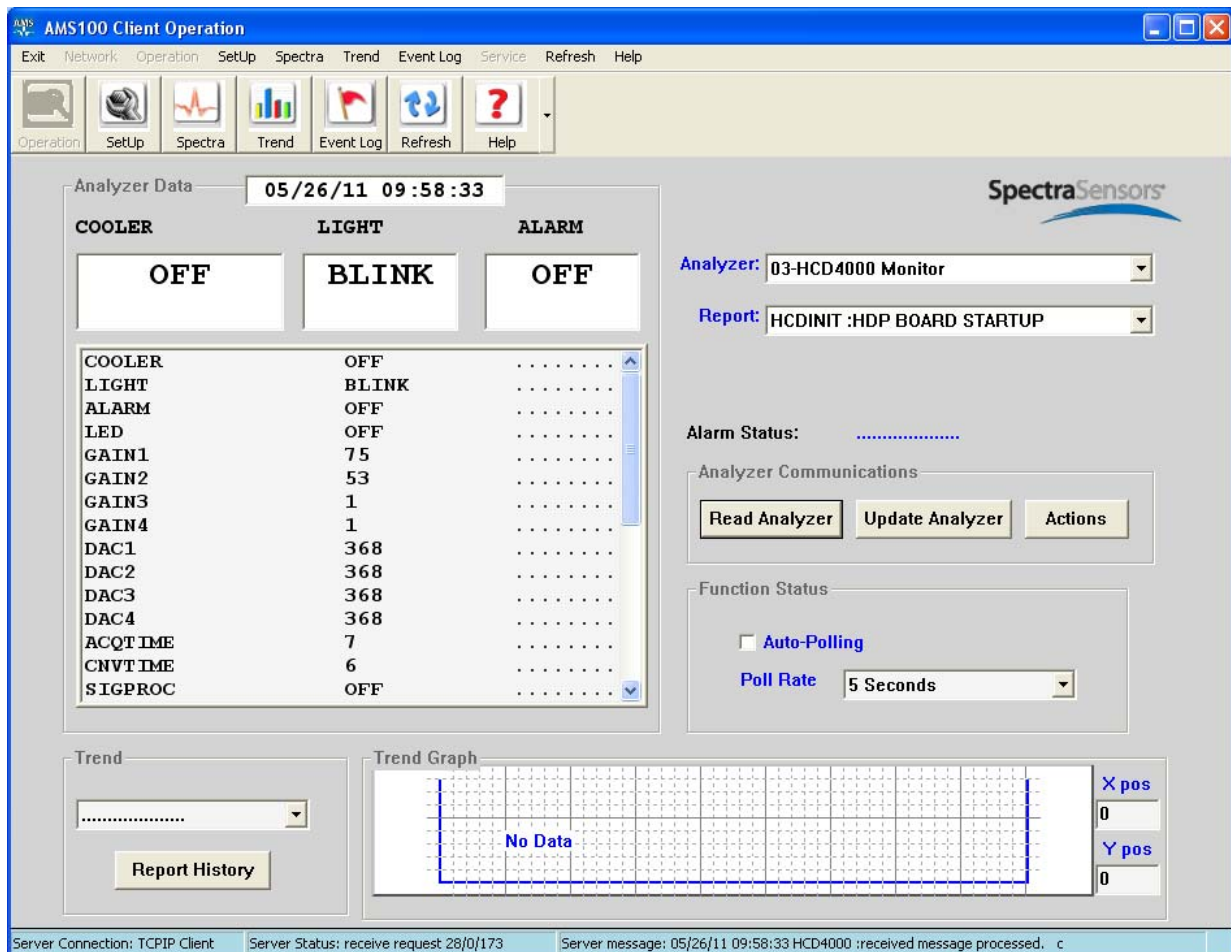 AMS100 Client Operation
Exit Network Operation SetUp Spectra Trend Event Log Service Refresh Help
Operation SetUp Spectra Trend Event Log Refresh Help
Analyzer Data 05/26/11 09:58:33
SpectraSensors
COOLER LIGHT ALARM
OFF BLINK OFF
Analyzer: 03-HCD4000 Monitor
Report: HCDINIT :HDP BOARD STARTUP
COOLER OFF ........
LIGHT BLINK ........
ALARM OFF ........
LED OFF ........
GAIN1 75 ........
GAIN2 53 ........
GAIN3 1 ........
GAIN4 1 ........
DAC1 368 ........
DAC2 368 ........
DAC3 368 ........
DAC4 368 ........
ACQTIME 7 ........
CNVTIME 6 ........
SIGPROC OFF ........
Alarm Status: ....................
Analyzer Communications
Read Analyzer Update Analyzer Actions
Function Status
Auto-Polling
Poll Rate 5 Seconds
Trend
....................
Report History
Trend Graph
No Data
X pos
0
Y pos
0
Server Connection: TCPIP Client Server Status: receive request 28/0/173 Server message: 05/26/11 09:58:33 HCD4000 :received message processed. c